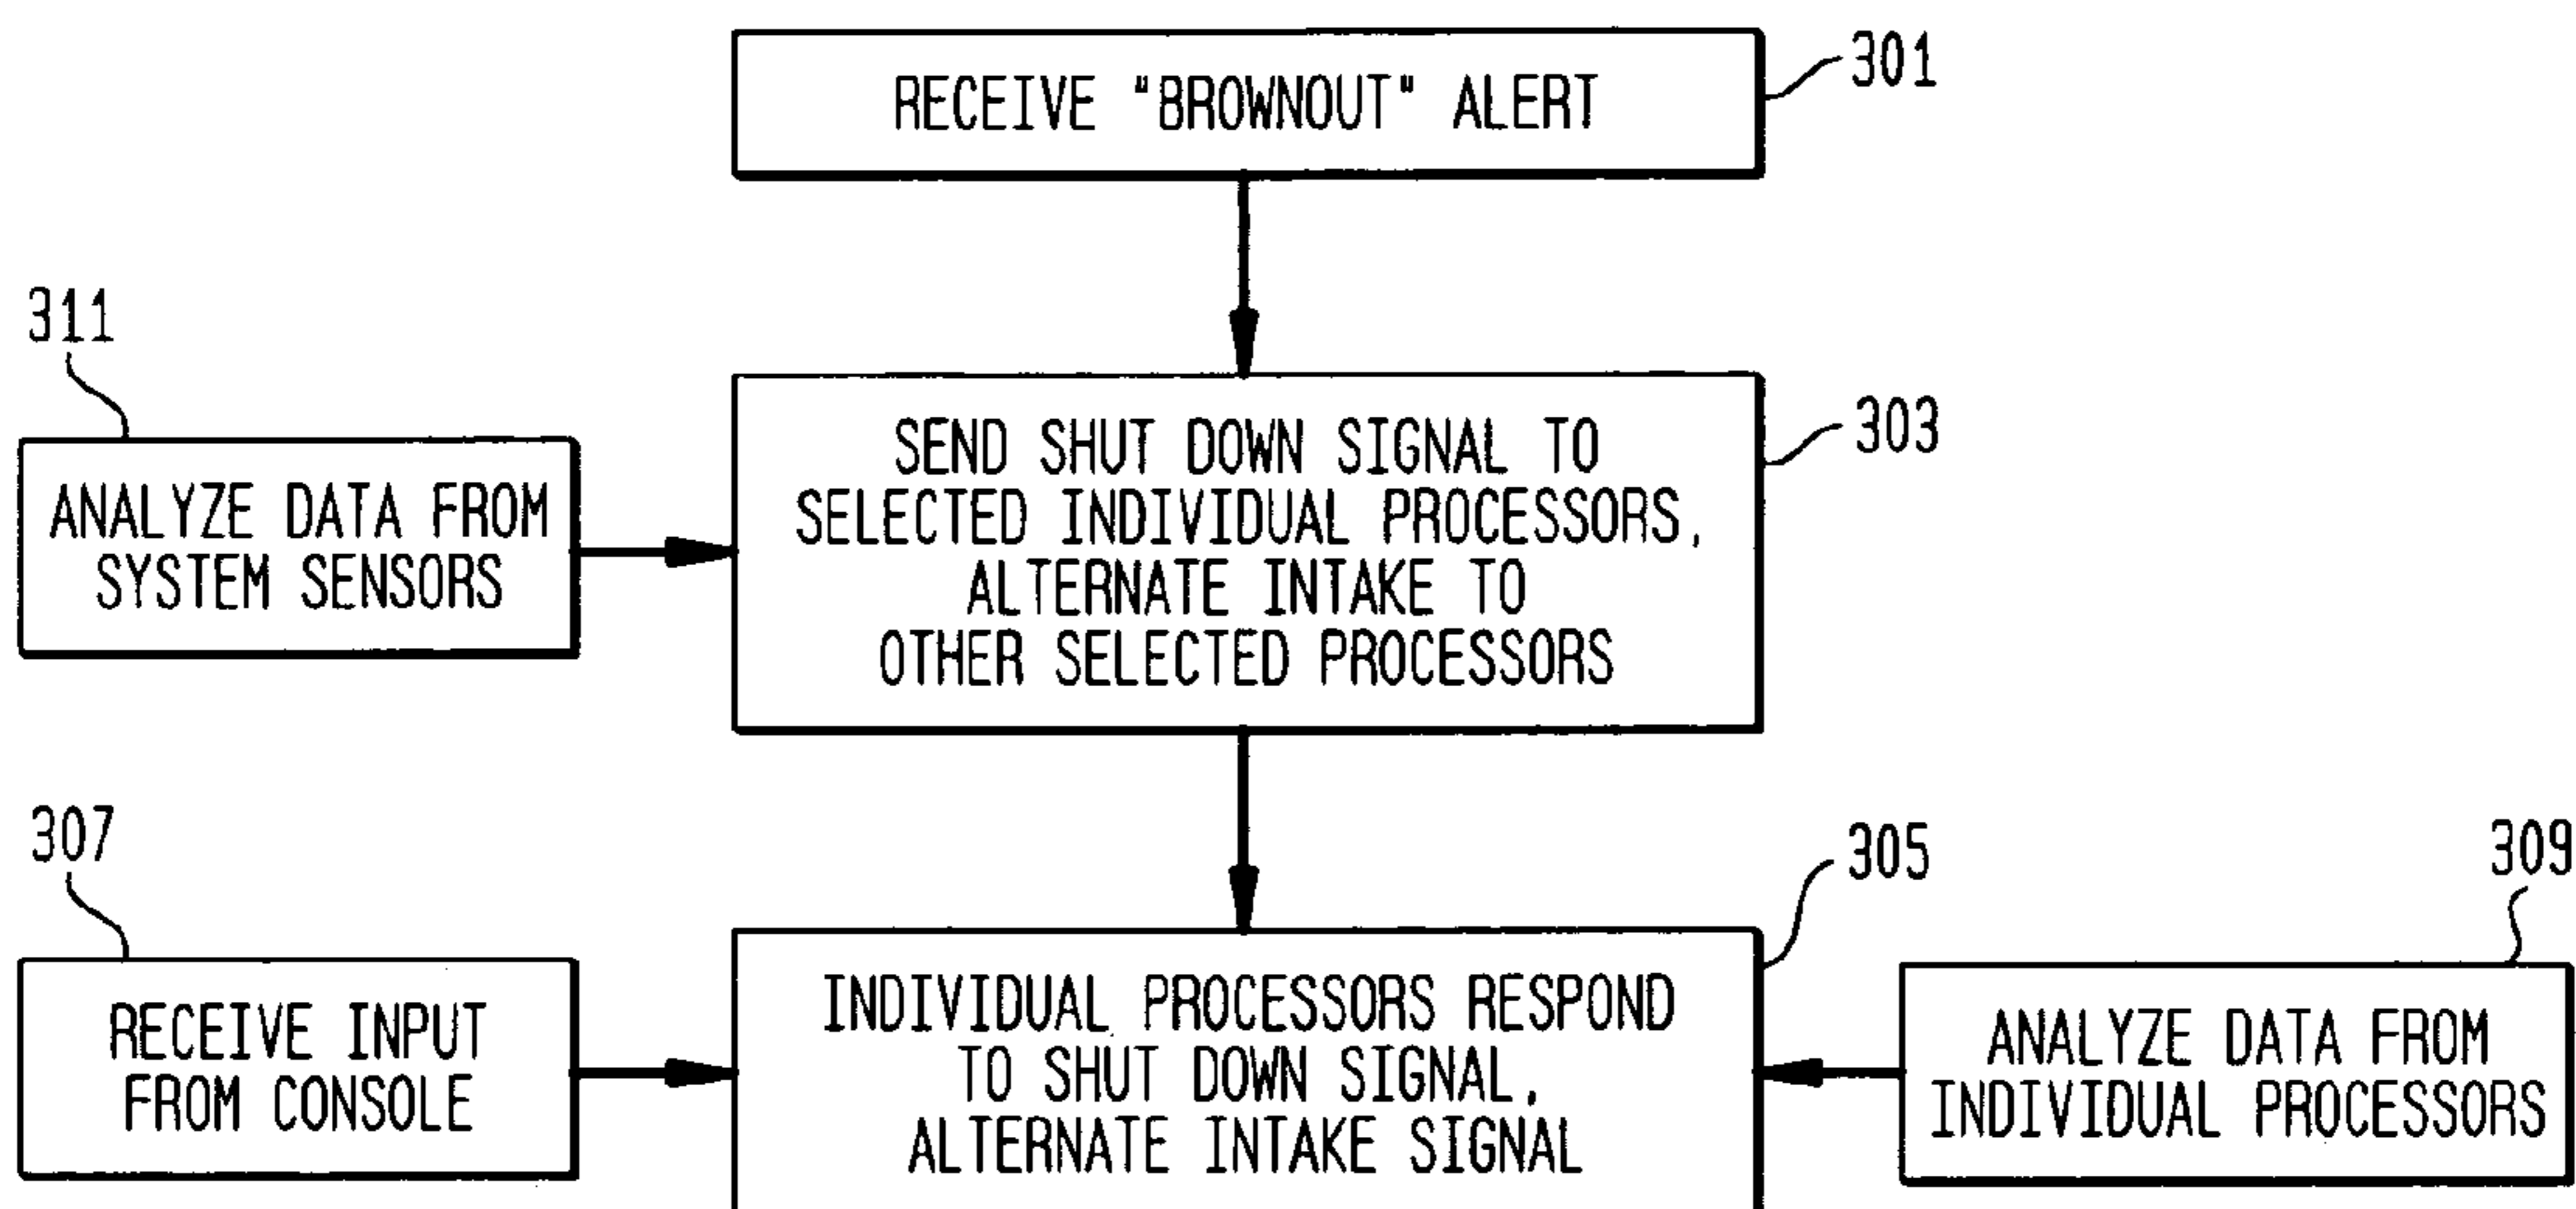 RECEIVE "BROWNOUT" ALERT
301
311
ANALYZE DATA FROM
SYSTEM SENSORS
SEND SHUT DOWN SIGNAL TO
SELECTED INDIVIDUAL PROCESSORS,
ALTERNATE INTAKE TO
OTHER SELECTED PROCESSORS
303
307
RECEIVE INPUT
FROM CONSOLE
INDIVIDUAL PROCESSORS RESPOND
TO SHUT DOWN SIGNAL,
ALTERNATE INTAKE SIGNAL
305
309
ANALYZE DATA FROM
INDIVIDUAL PROCESSORS